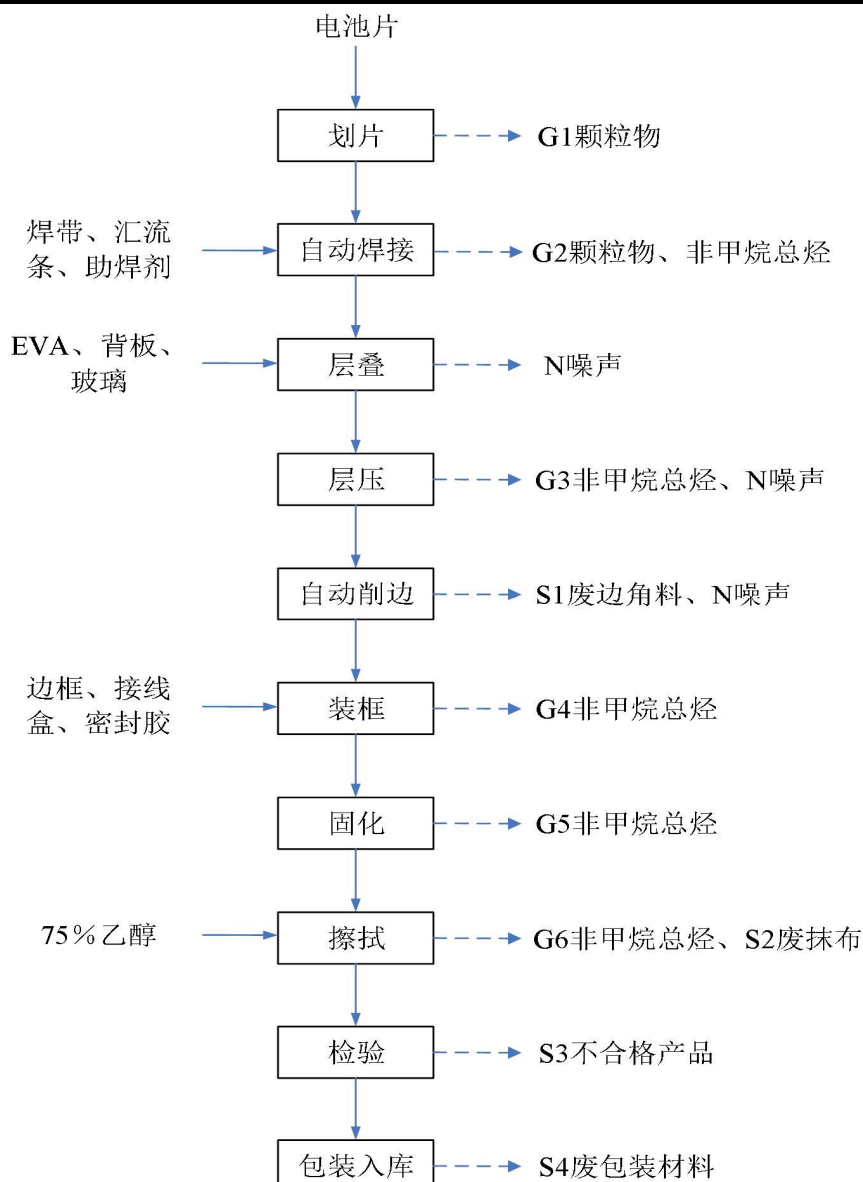 电池片
划片
G1颗粒物
焊带、汇流
条、助焊剂
自动焊接
G2颗粒物、非甲烷总烃
EVA、背板、
玻璃
层叠
N噪声
层压
G3非甲烷总烃、N噪声
自动削边
S1废边角料、N噪声
边框、接线
盒、密封胶
装框
G4非甲烷总烃
固化
G5非甲烷总烃
75％乙醇
擦拭
G6非甲烷总烃、S2废抹布
检验
S3不合格产品
包装入库
S4废包装材料